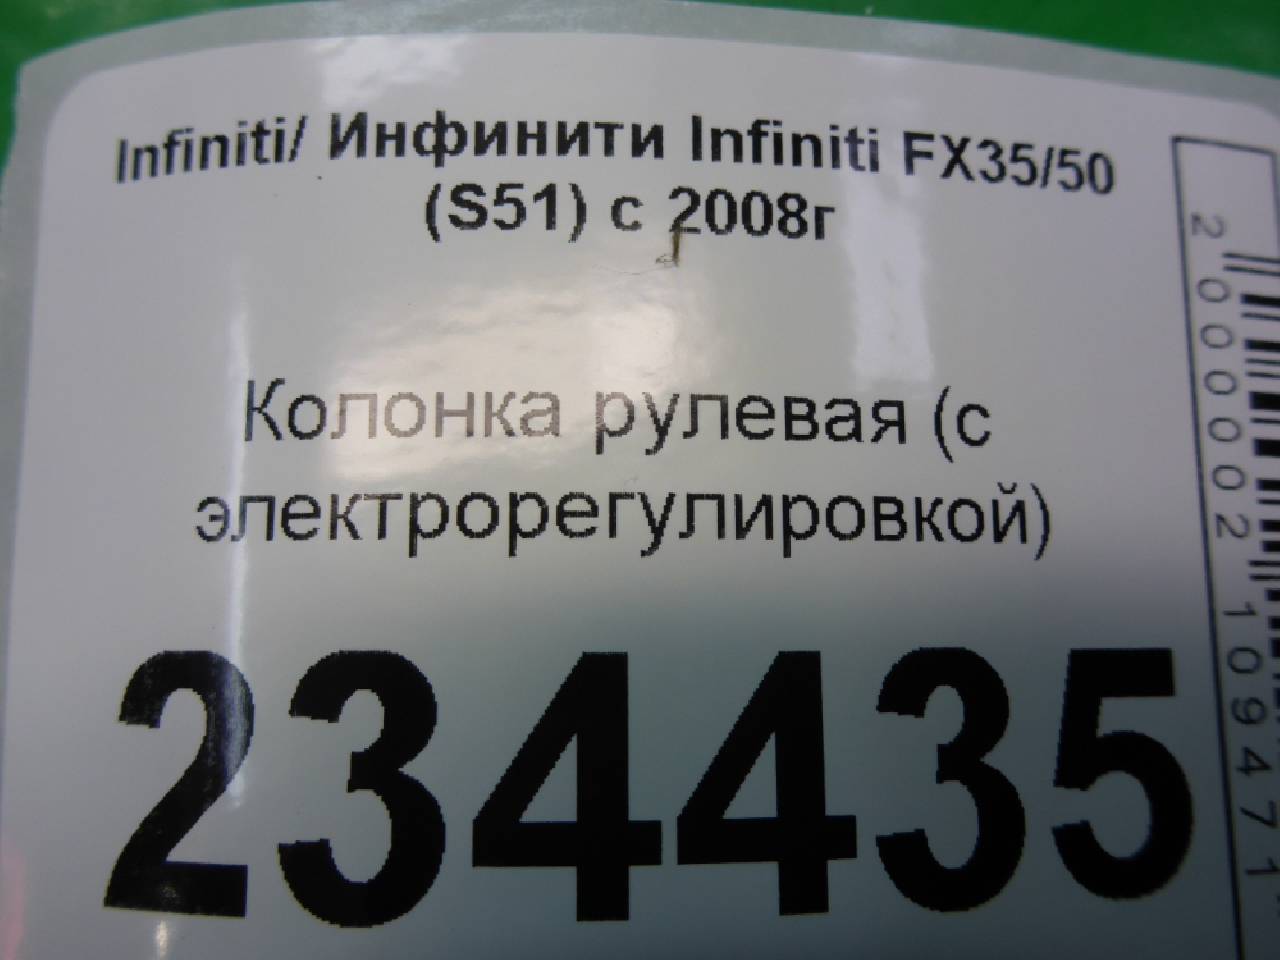 Infiniti/ Инфинити Infiniti FX35/50
(S51) с 2008г
Колонка рулевая (с
электрорегулировкой)
234435
2000002109471